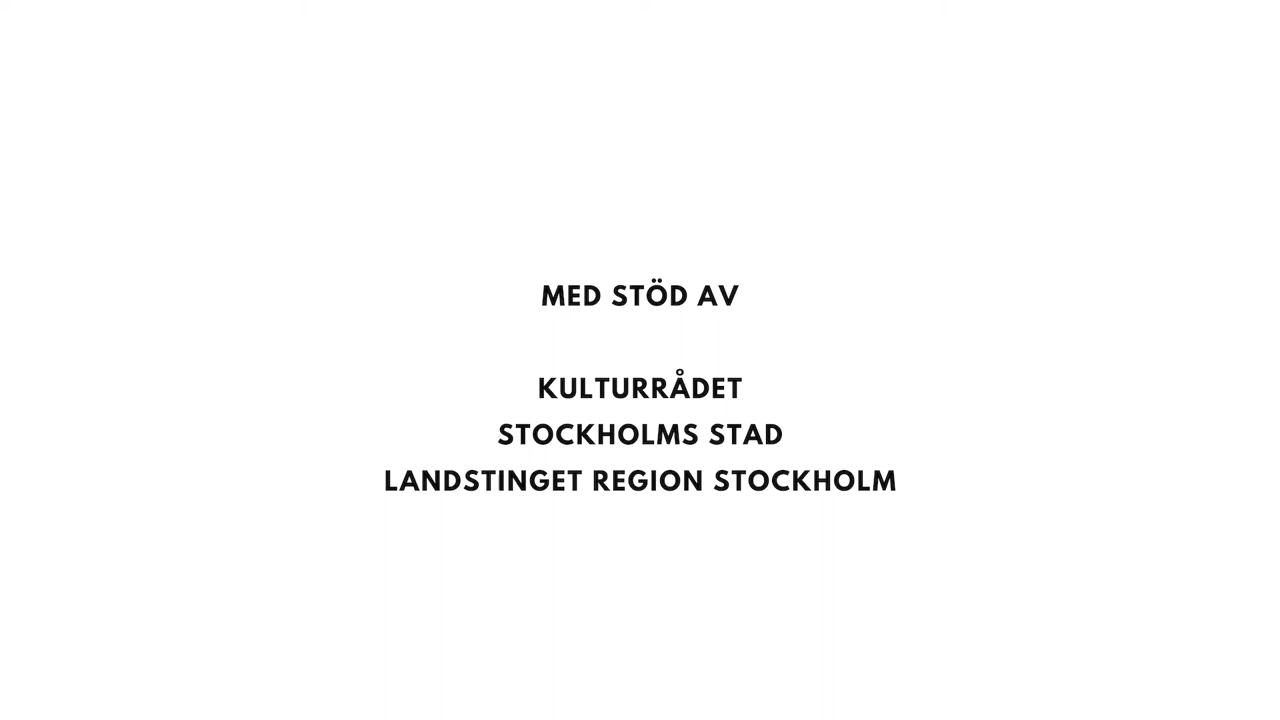 MED STÖD AV
KULTURRÅDET
STOCKHOLMS STAD
LANDSTINGET REGION STOCKHOLM